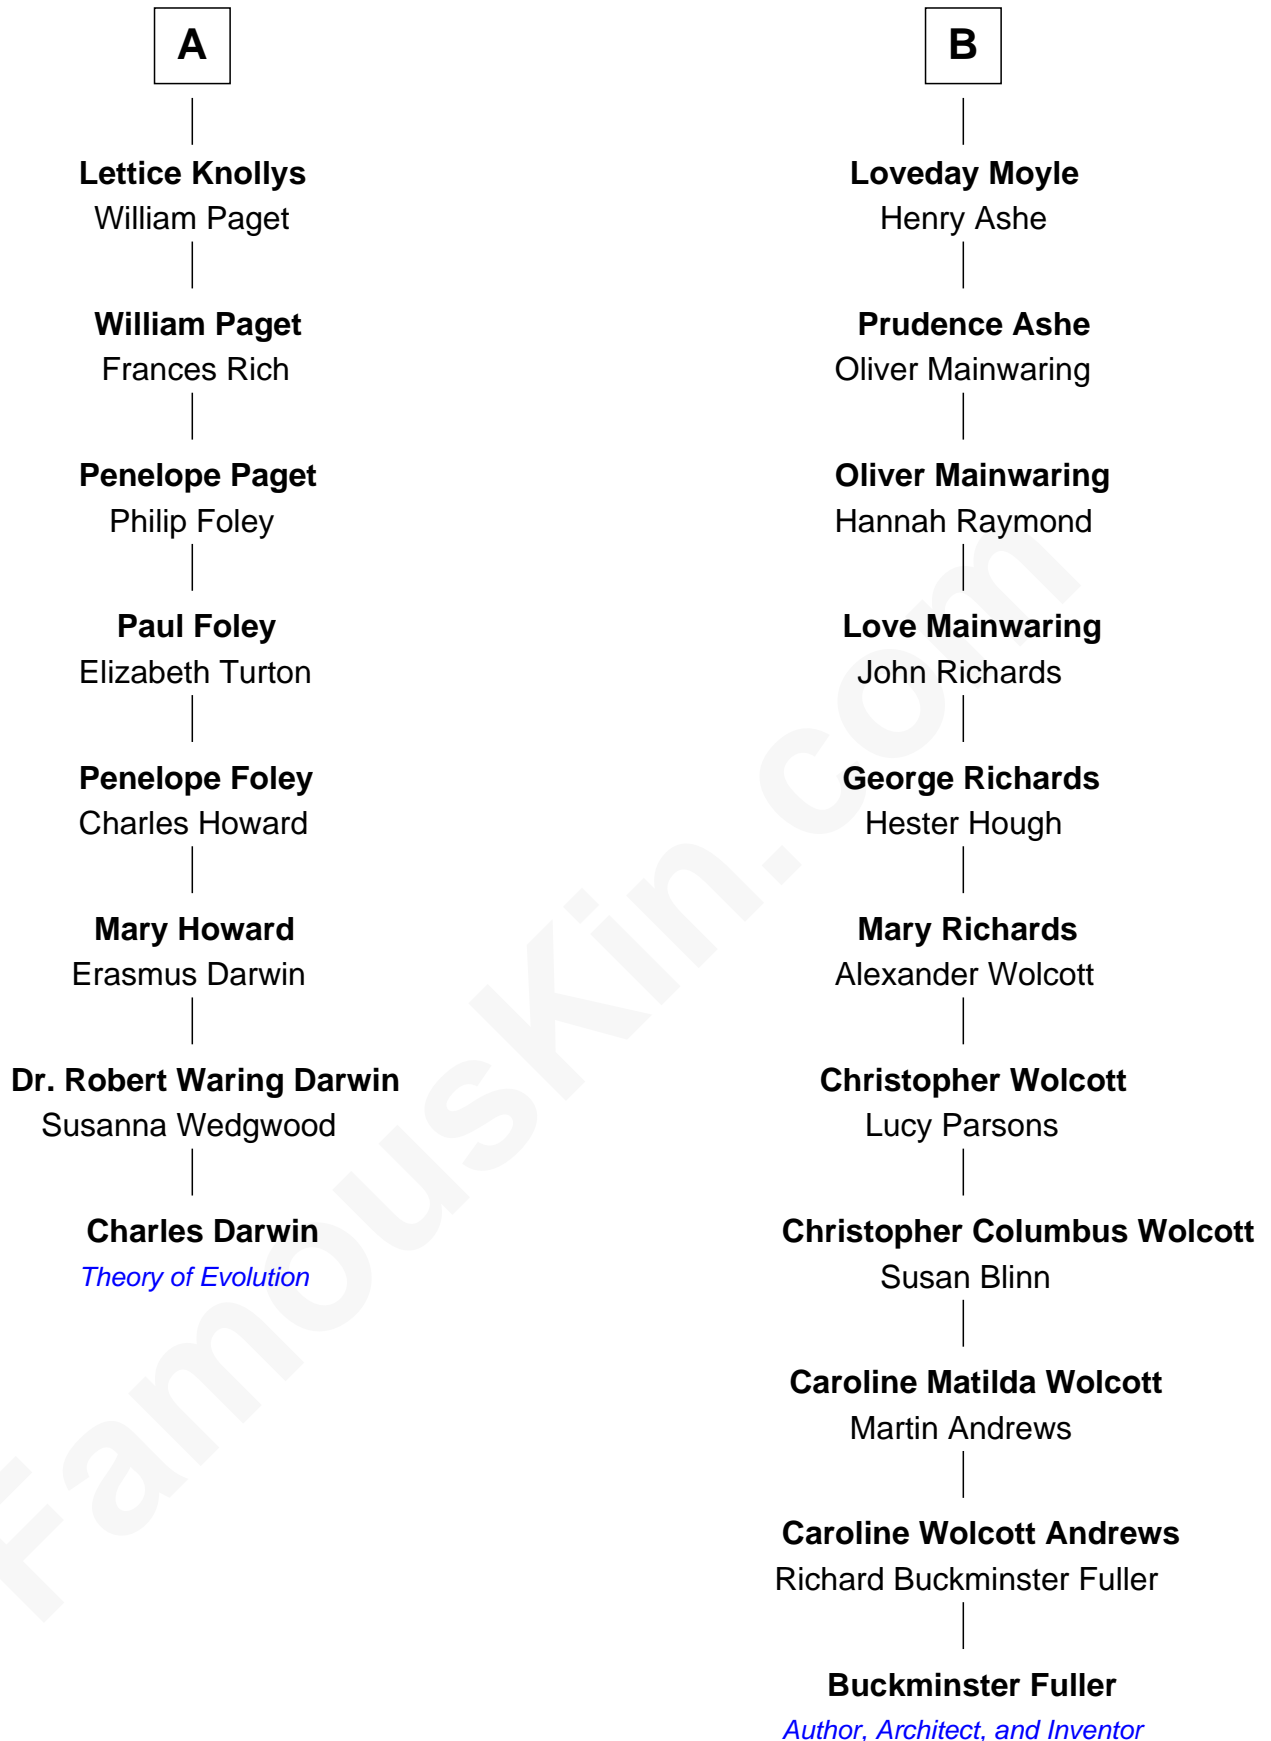 A
Lettice Knollys
William Paget
William Paget
Frances Rich
Penelope Paget
Philip Foley
Paul Foley
Elizabeth Turton
Penelope Foley
Charles Howard
Mary Howard
Erasmus Darwin
Dr. Robert Waring Darwin
Susanna Wedgwood
Charles Darwin
Theory of Evolution
B
Loveday Moyle
Henry Ashe
Prudence Ashe
Oliver Mainwaring
Oliver Mainwaring
Hannah Raymond
Love Mainwaring
John Richards
George Richards
Hester Hough
Mary Richards
Alexander Wolcott
Christopher Wolcott
Lucy Parsons
Christopher Columbus Wolcott
Susan Blinn
Caroline Matilda Wolcott
Martin Andrews
Caroline Wolcott Andrews
Richard Buckminster Fuller
Buckminster Fuller
Author, Architect, and Inventor
FamousKin.com